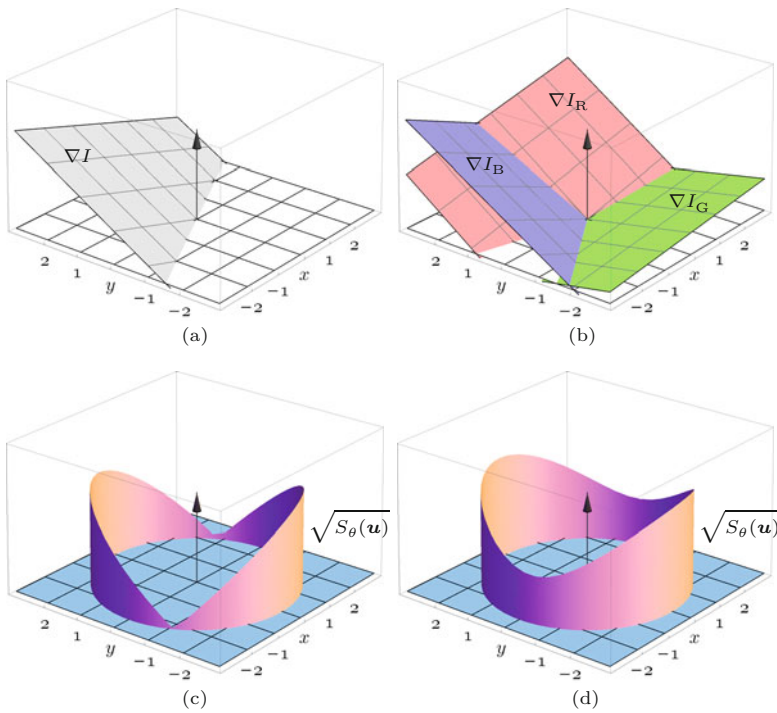 ∇I
2 1 y −1 −2
−2 −1 x 1 2
(a)
∇I_R
∇I_B
∇I_G
2 1 y −1 −2
−2 −1 x 1 2
(b)
√S_θ(u)
2 1 y −1 −2
−2 −1 x 1 2
(c)
√S_θ(u)
2 1 y −1 −2
−2 −1 x 1 2
(d)